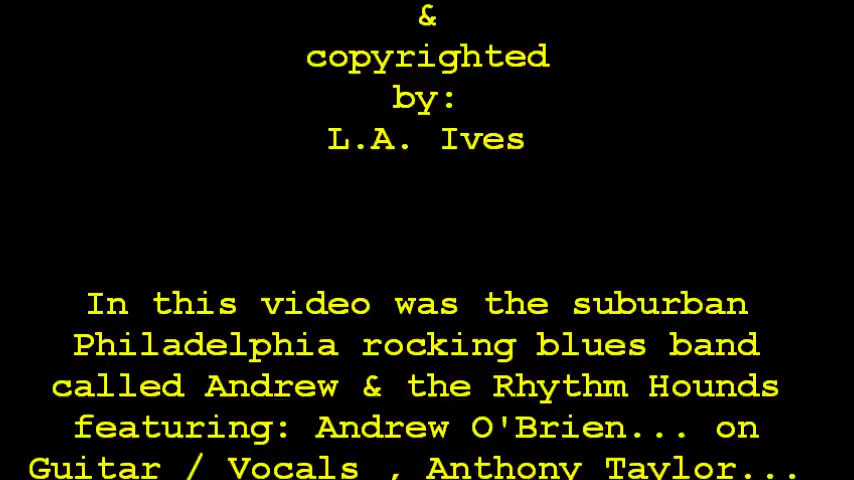 &
copyrighted
by:
L.A. Ives
In this video was the suburban
Philadelphia rocking blues band
called Andrew & the Rhythm Hounds
featuring: Andrew O'Brien... on
Guitar / Vocals , Anthony Taylor...